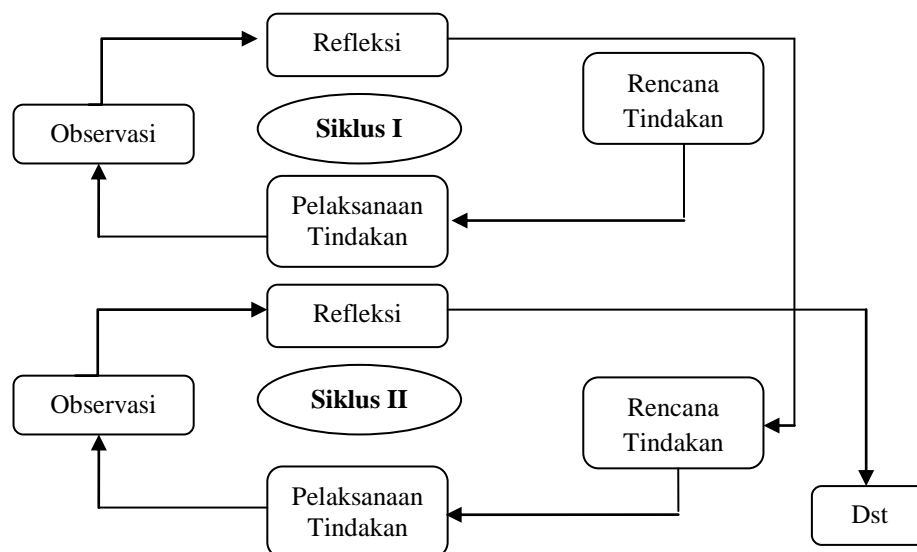 Refleksi
Rencana
Tindakan
Observasi
Siklus I
Pelaksanaan
Tindakan
Refleksi
Observasi
Siklus II
Rencana
Tindakan
Pelaksanaan
Tindakan
Dst